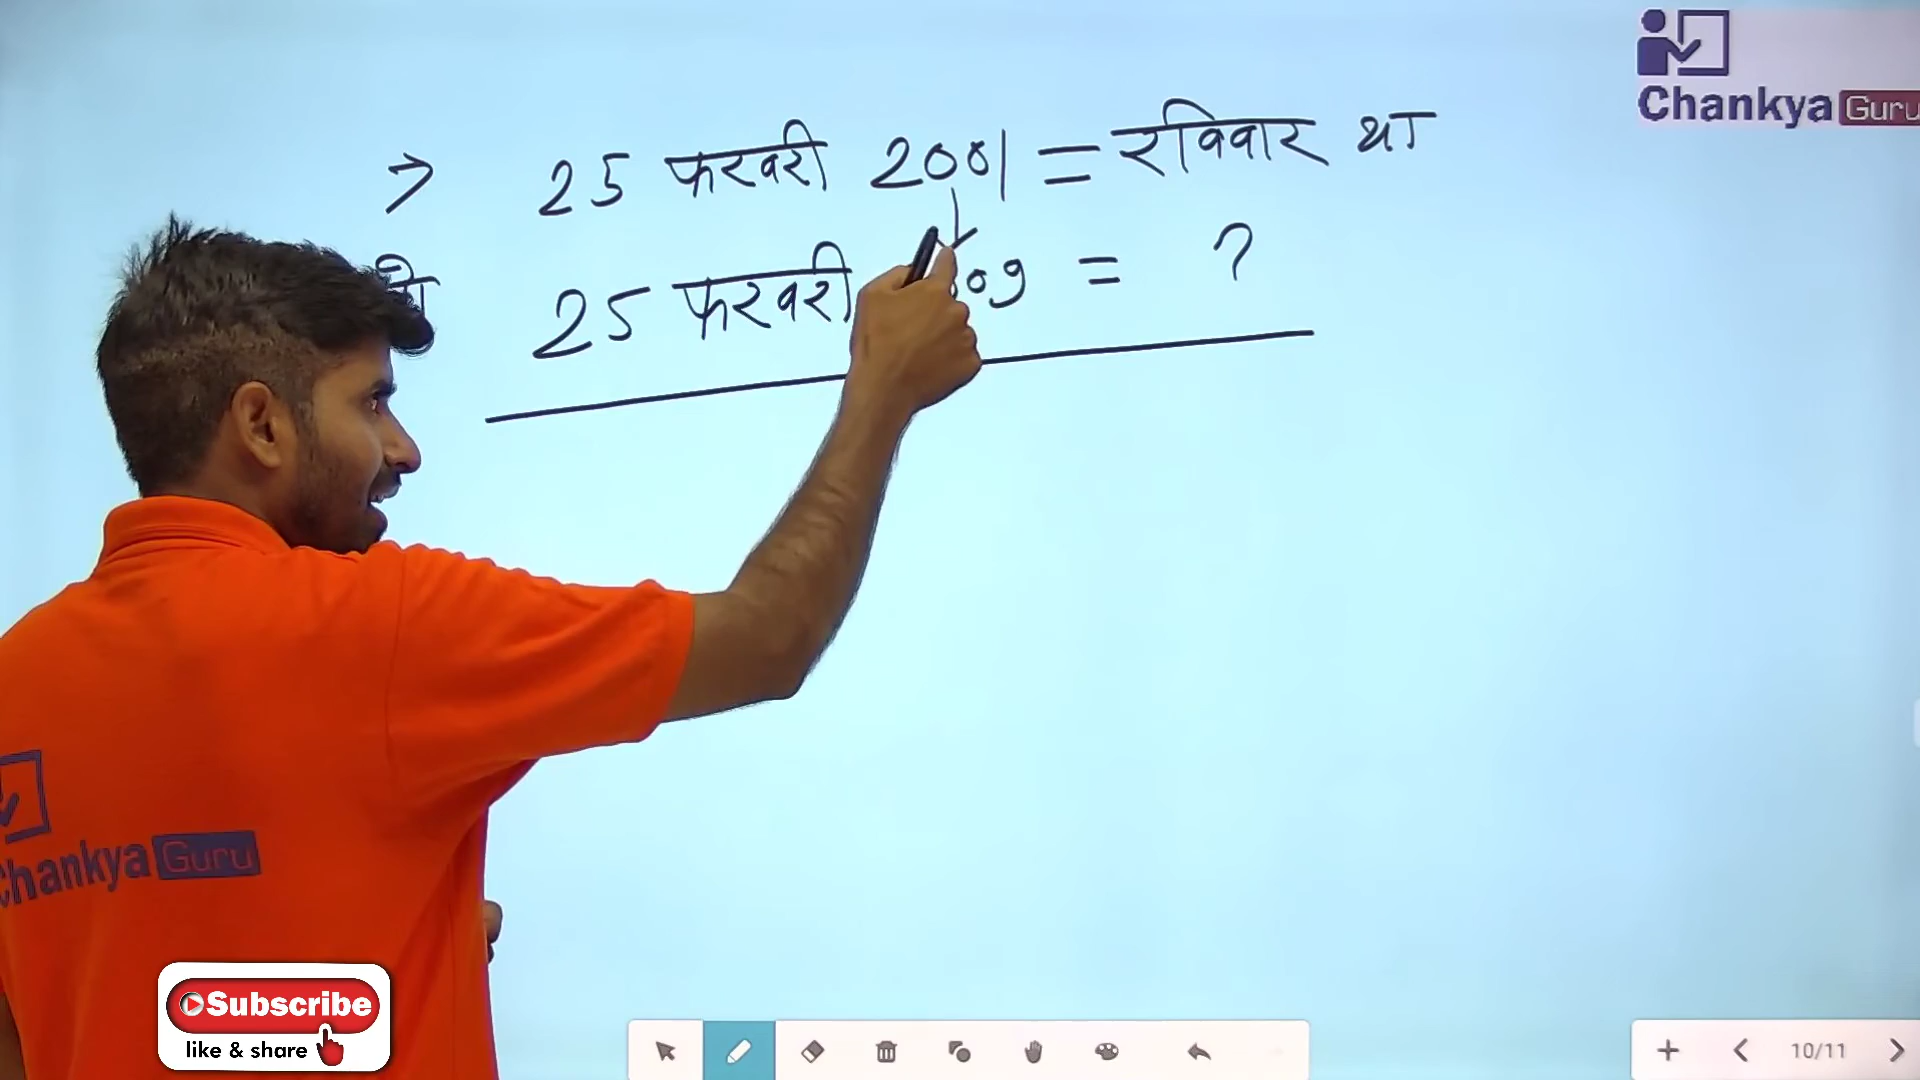 Chankya Guru
→ 25 फरवरी 2001 = रविवार था
25 फरवरी 09 = ?
Chankya Guru
Subscribe
like & share
10/11